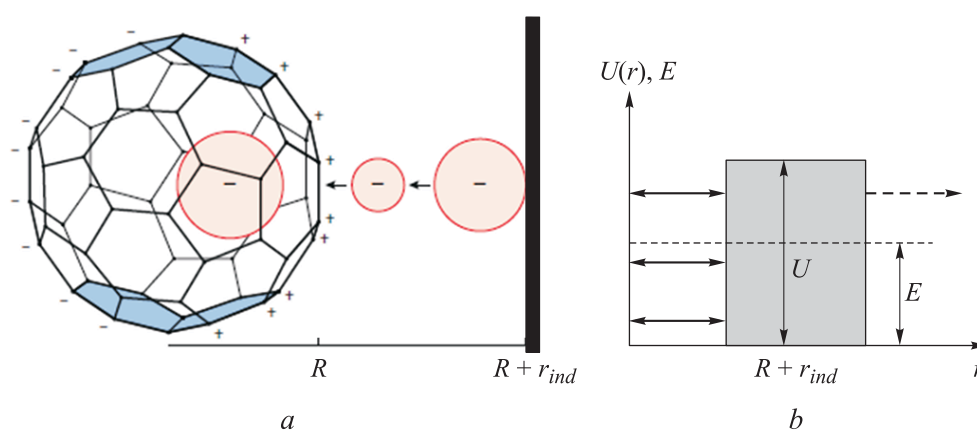 − − + + − − − − − − − − − + + + + + + + + +
− − −
R R + r_ind
a
U(r), E
U
E
R + r_ind r
b